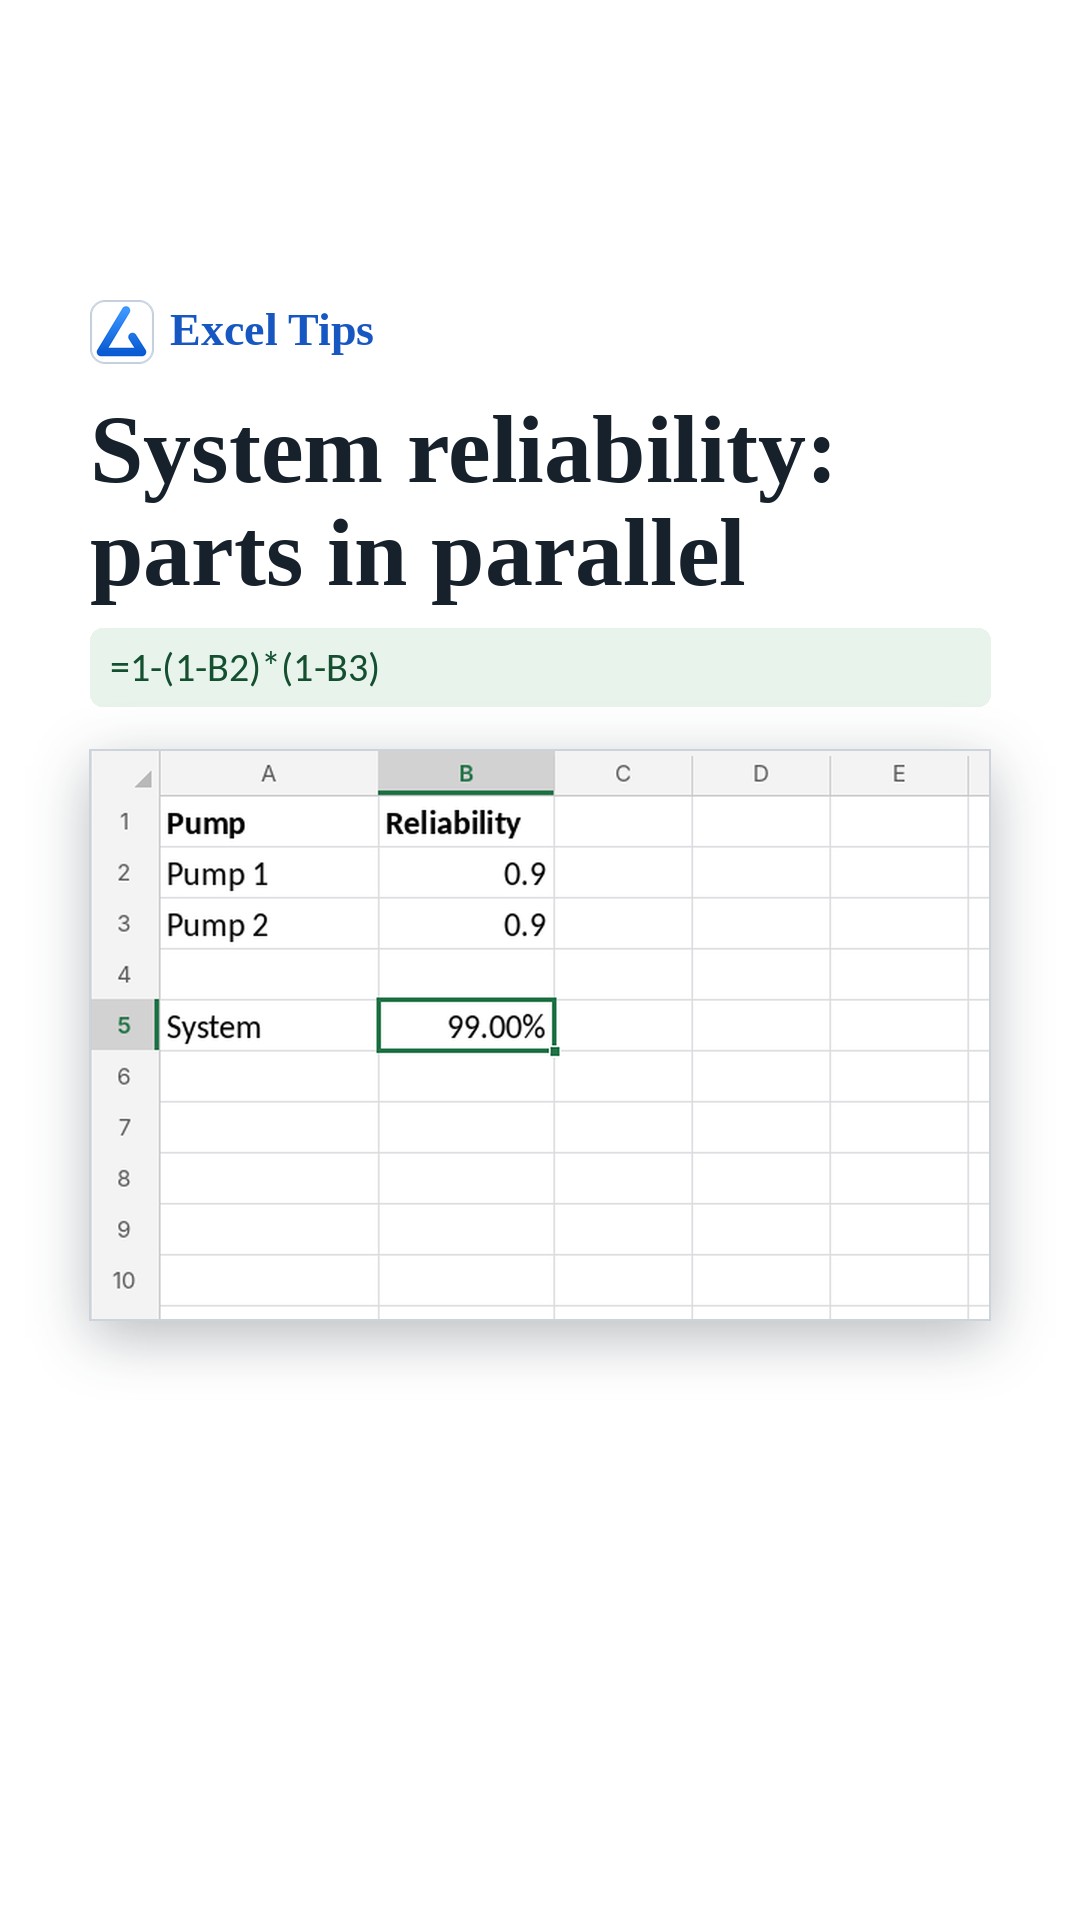 Excel Tips
System reliability:
parts in parallel
=1-(1-B2)*(1-B3)
A B C D E
1 Pump Reliability
2 Pump 1 0.9
3 Pump 2 0.9
4
5 System 99.00%
6
7
8
9
10